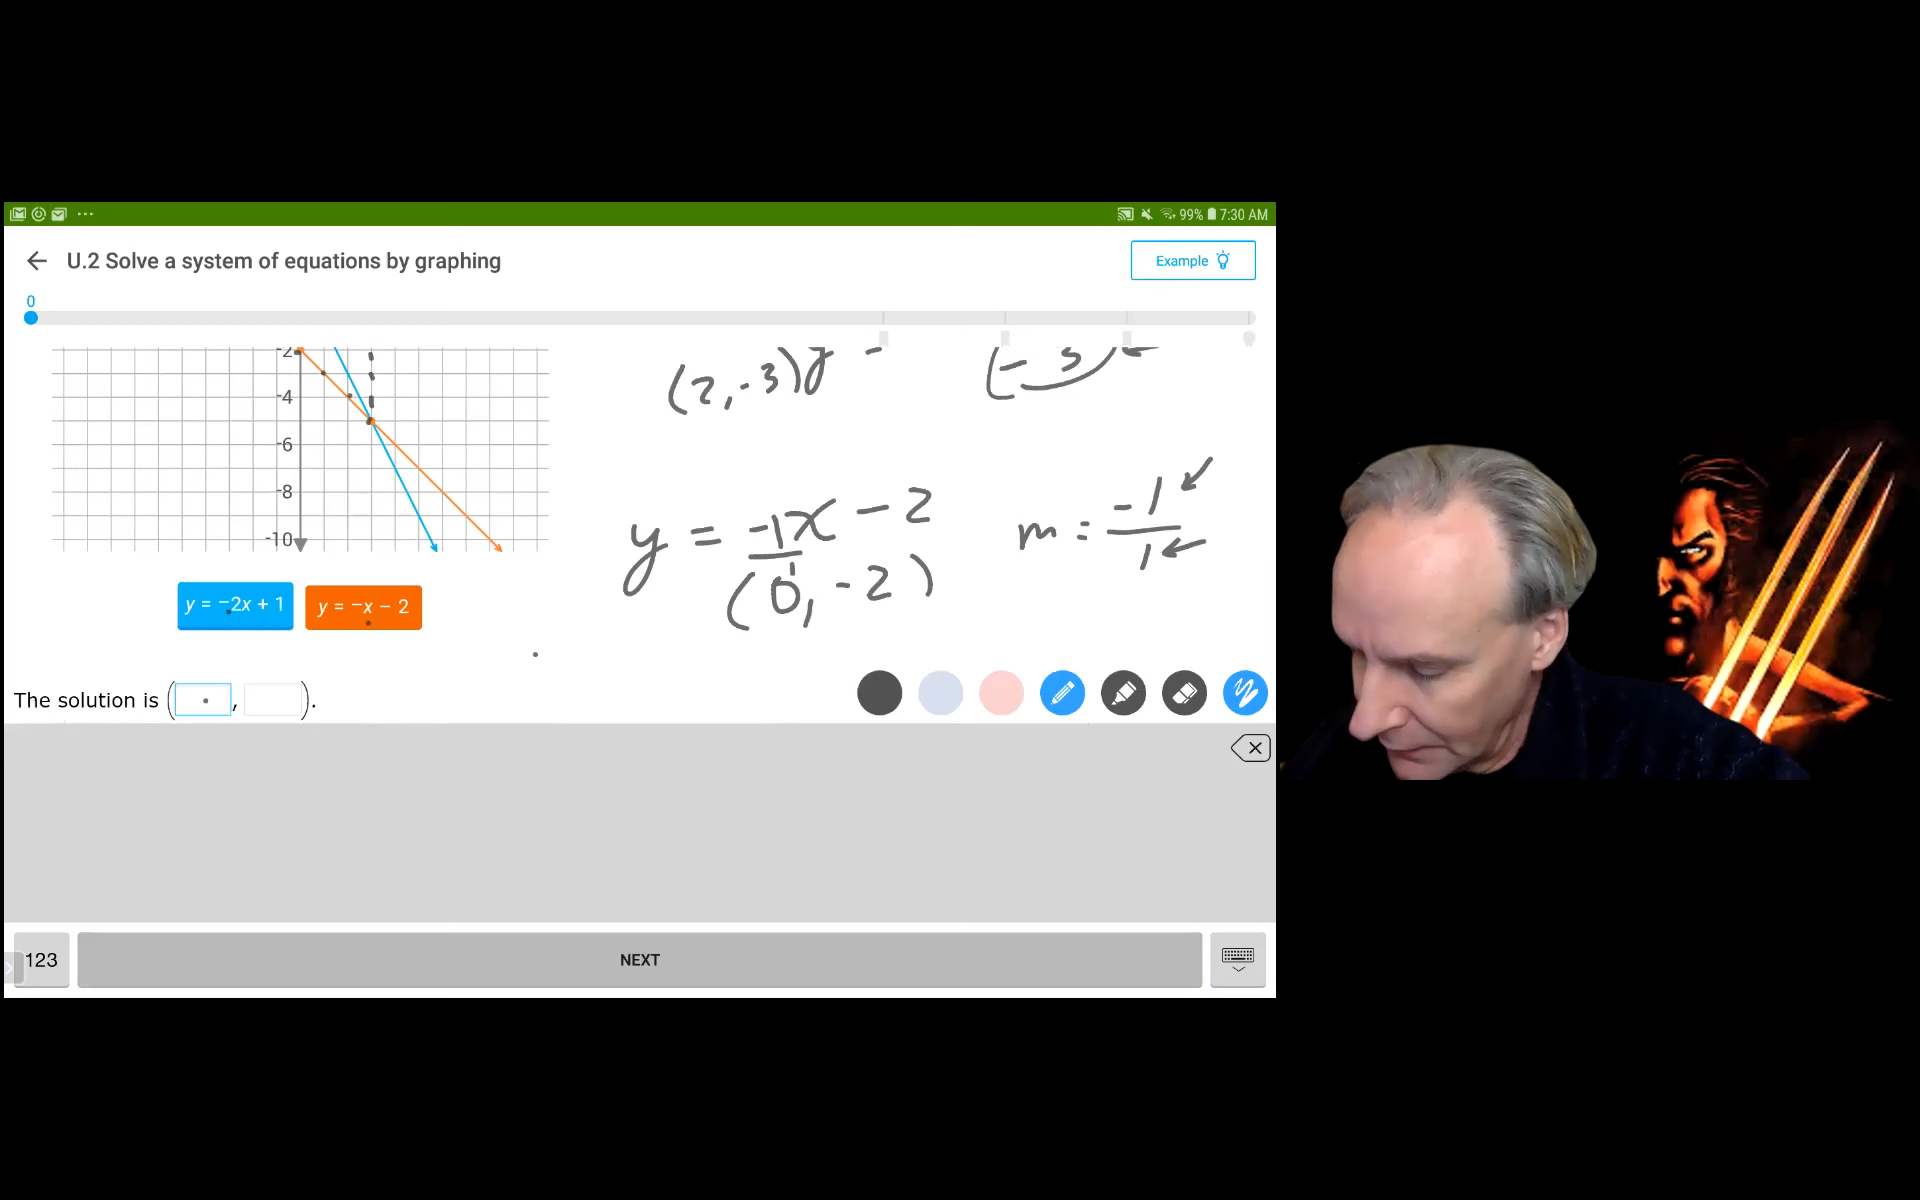 99% 7:30 AM
U.2 Solve a system of equations by graphing
Example
0
-2
-4
-6
-8
-10
(2, -3)
y = -1x - 2
1
(0, -2)
m = -1
1
y = −2x + 1
y = −x − 2
The solution is ( , ).
123
NEXT